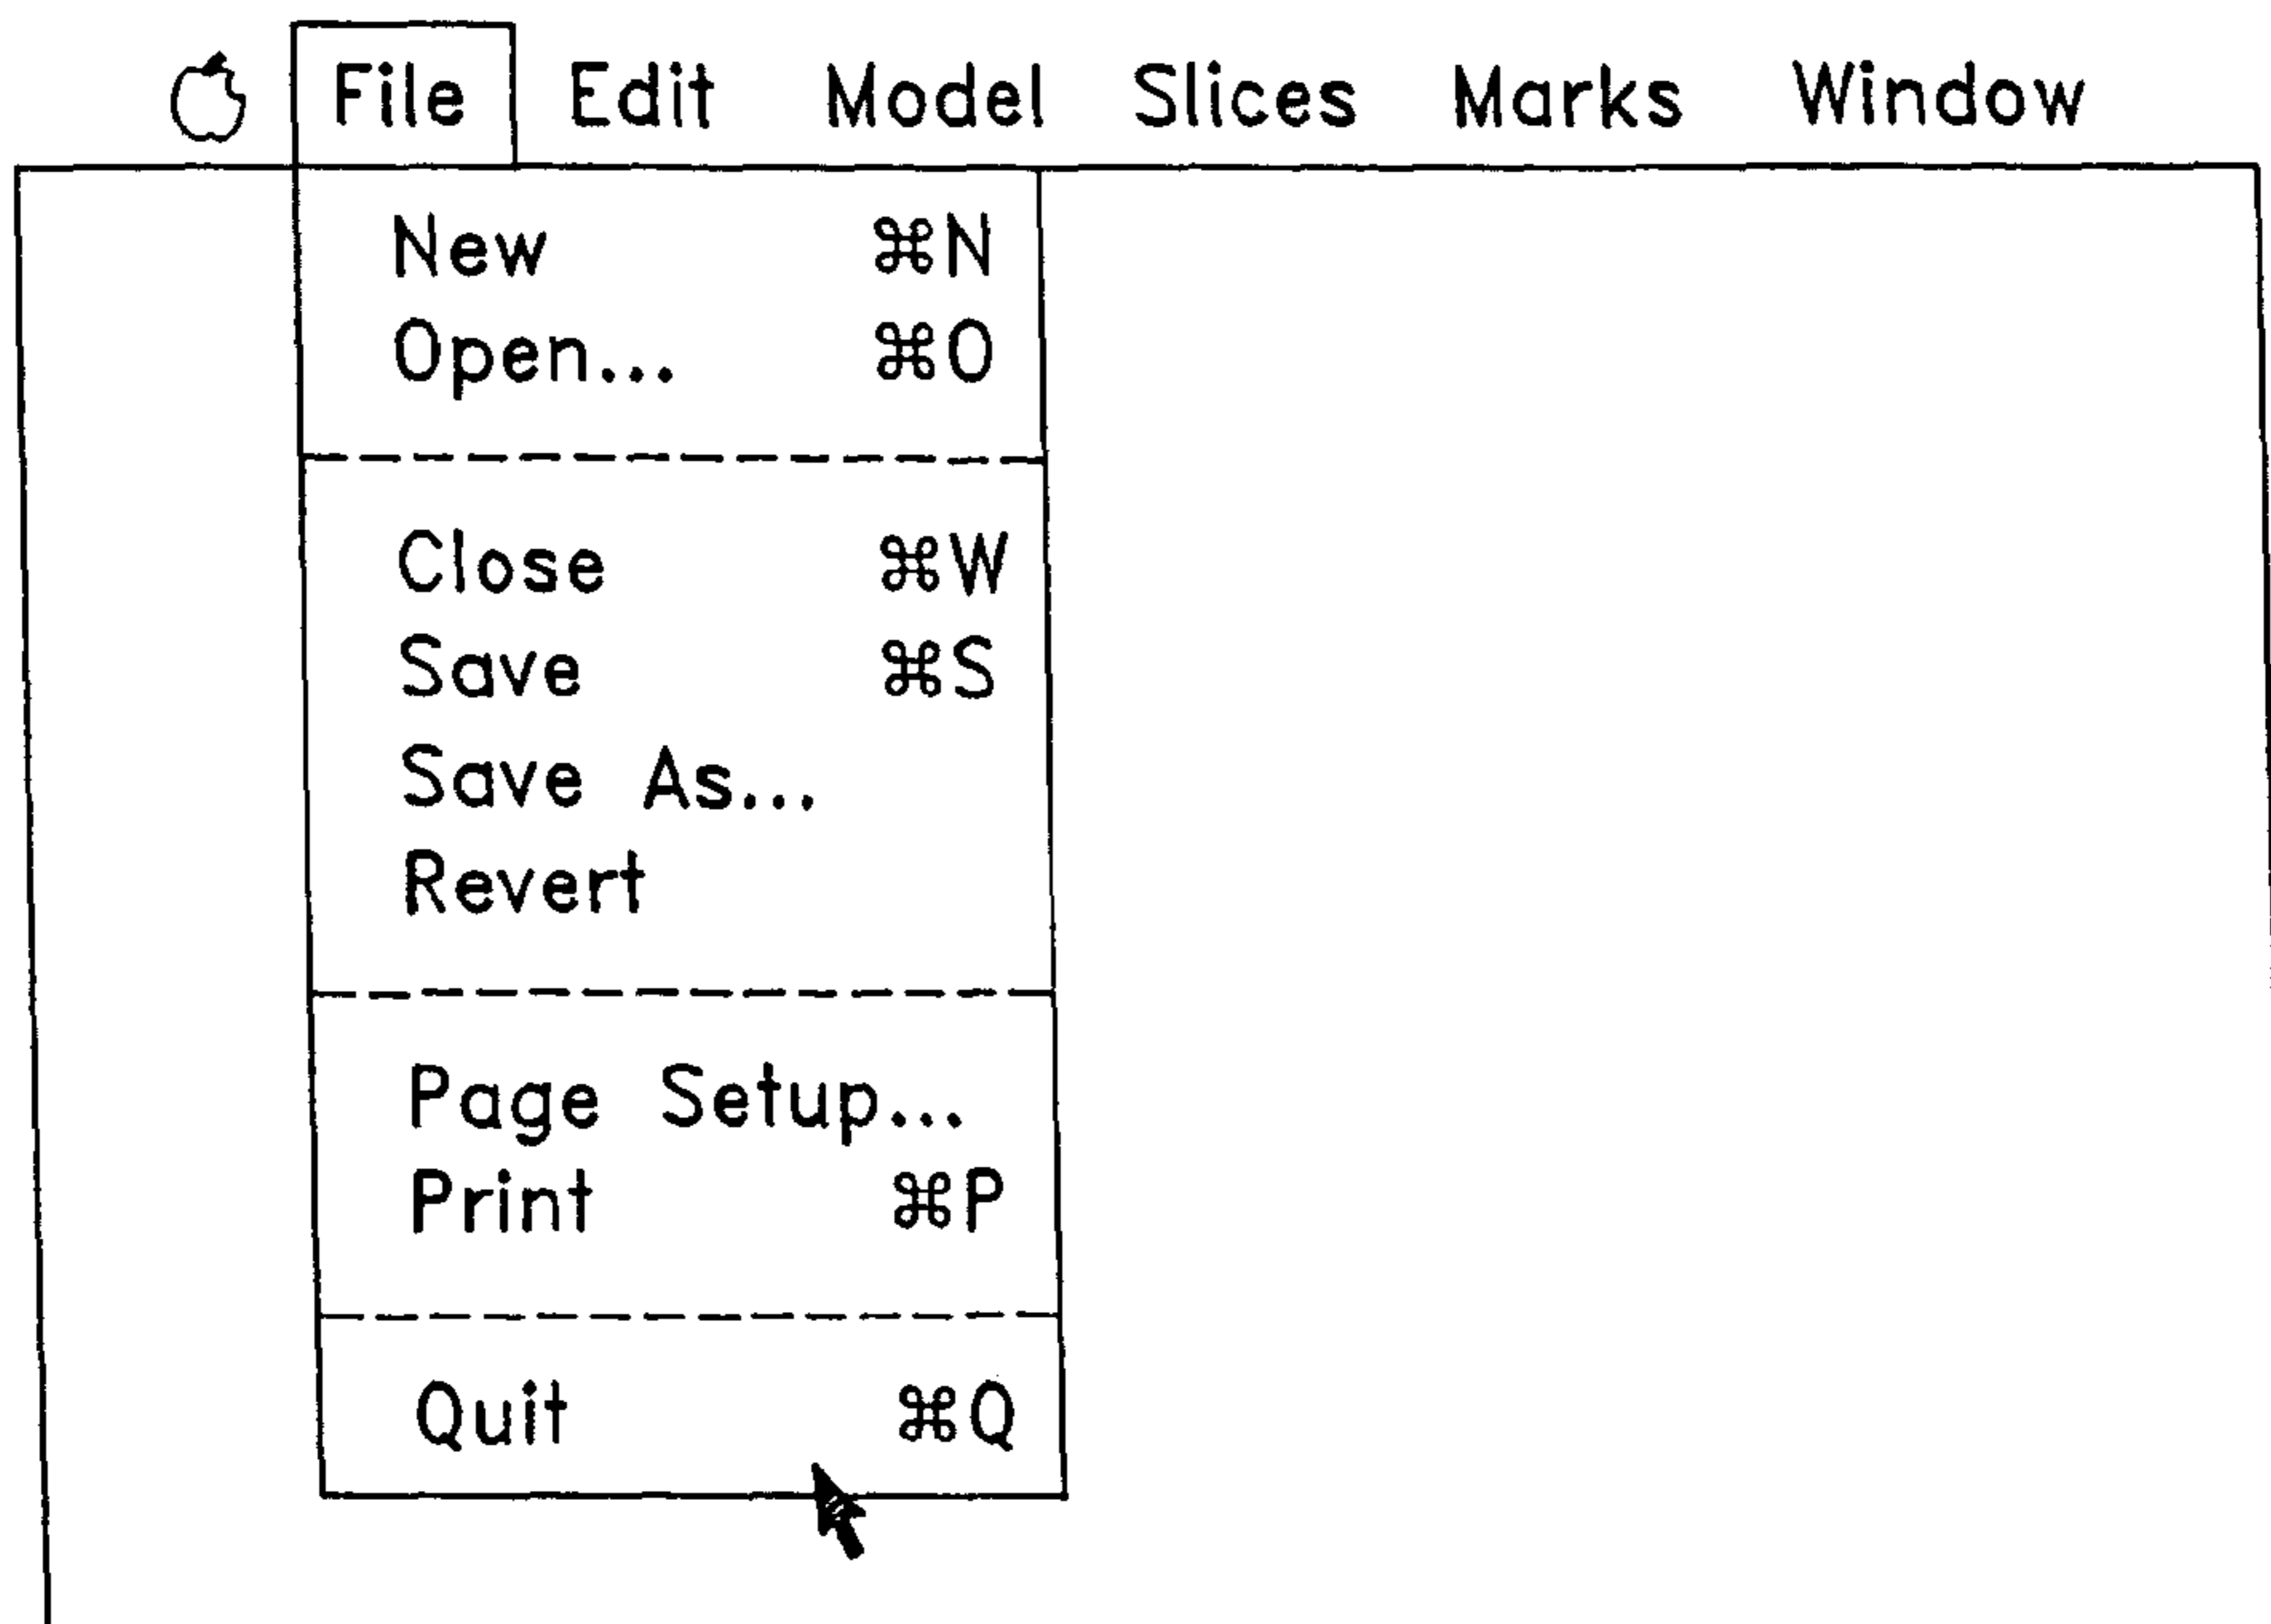 File Edit Model Slices Marks Window
New ⌘N
Open... ⌘O
Close ⌘W
Save ⌘S
Save As...
Revert
Page Setup...
Print ⌘P
Quit ⌘Q